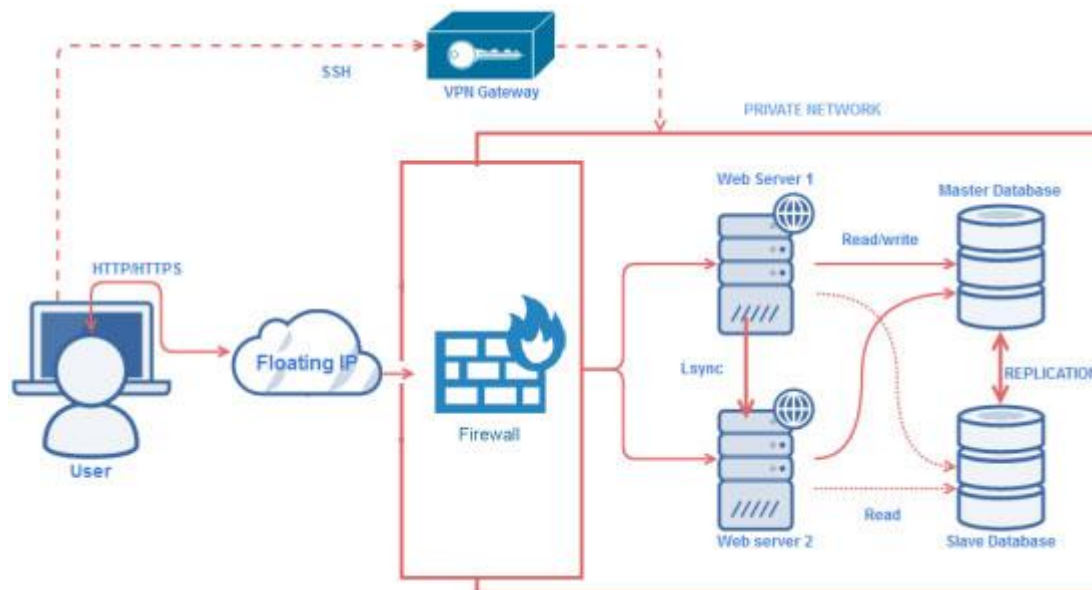 SSH
VPN Gateway
PRIVATE NETWORK
Web Server 1
Master Database
Read/write
HTTP/HTTPS
Floating IP
Lsync
REPLICATION
Firewall
User
Read
Web server 2
Slave Database